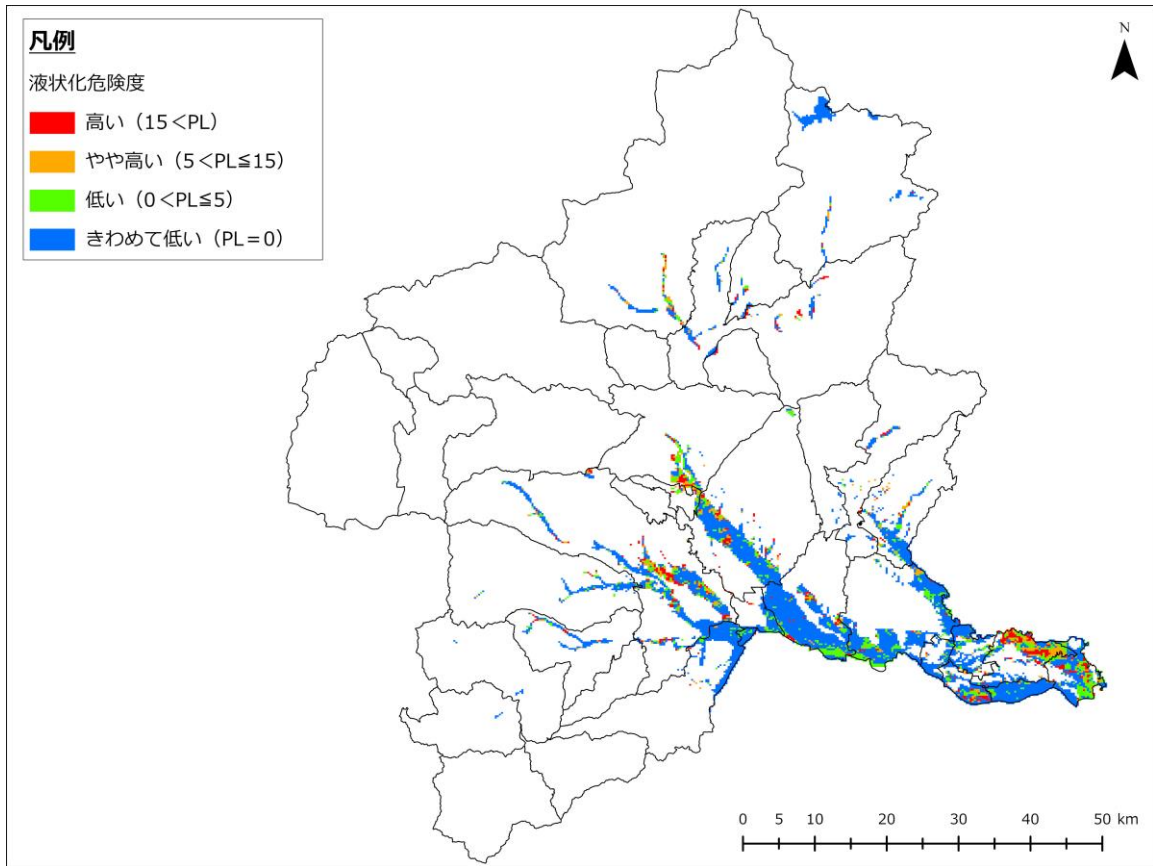 凡例
液状化危険度
高い（15＜PL）
やや高い（5＜PL≦15）
低い（0＜PL≦5）
きわめて低い（PL＝0）
N
0 5 10 20 30 40 50 km